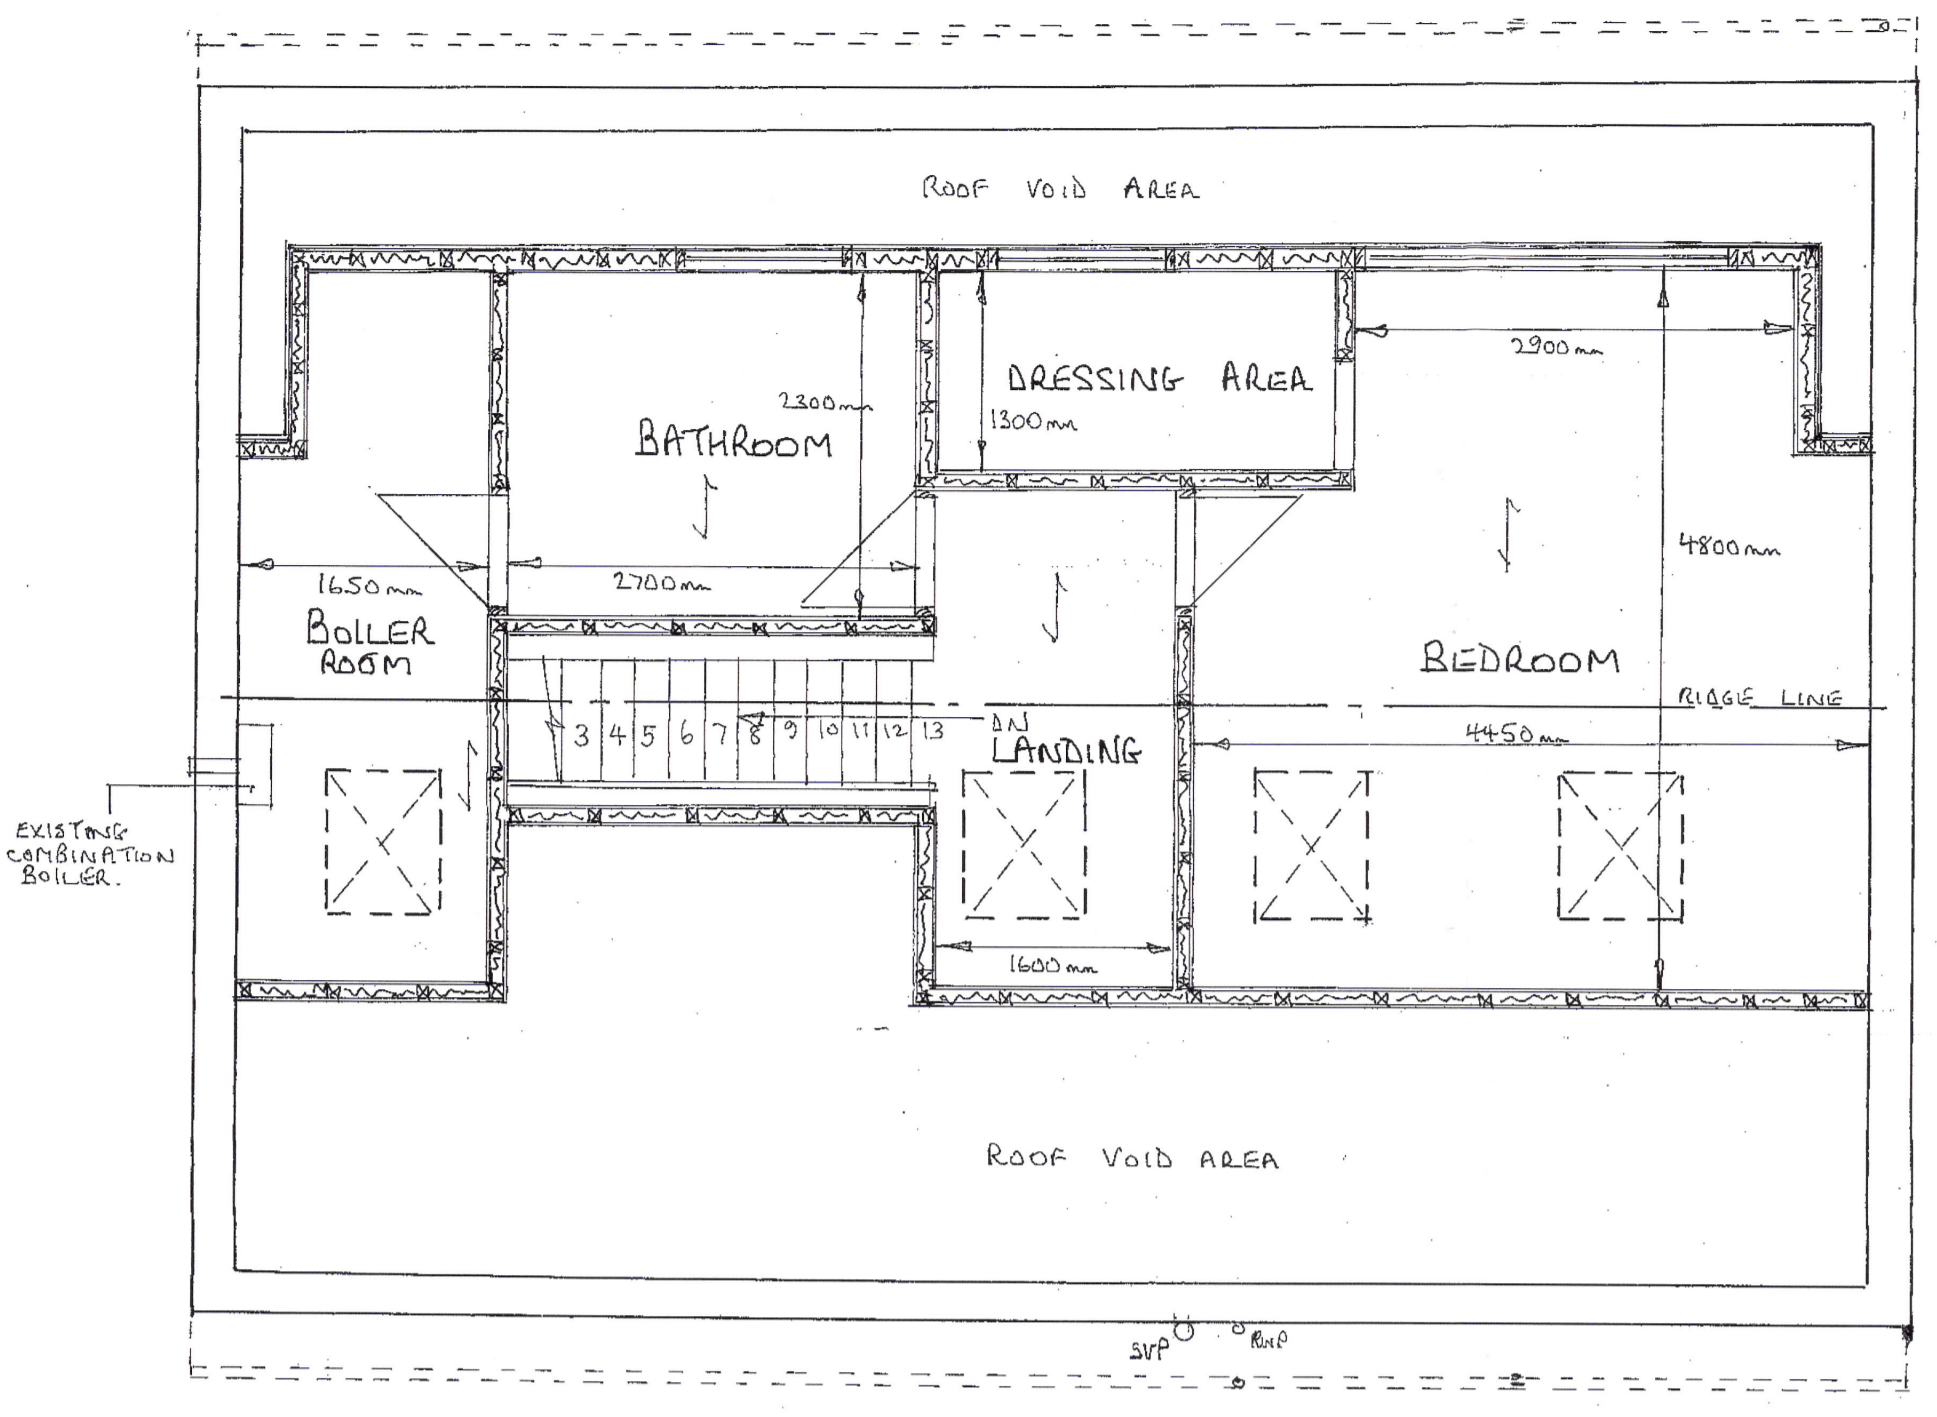 ROOF VOID AREA
2900mm
DRESSING AREA
2300mm
1300mm
BATHROOM
4800mm
1650mm
2700mm
BOILER
ROOM
BEDROOM
RIDGE LINE
3 4 5 6 7 8 9 10 11 12 13
DN
LANDING
4450mm
EXISTING
COMBINATION
BOILER.
1600mm
ROOF VOID AREA
SVP
RWP